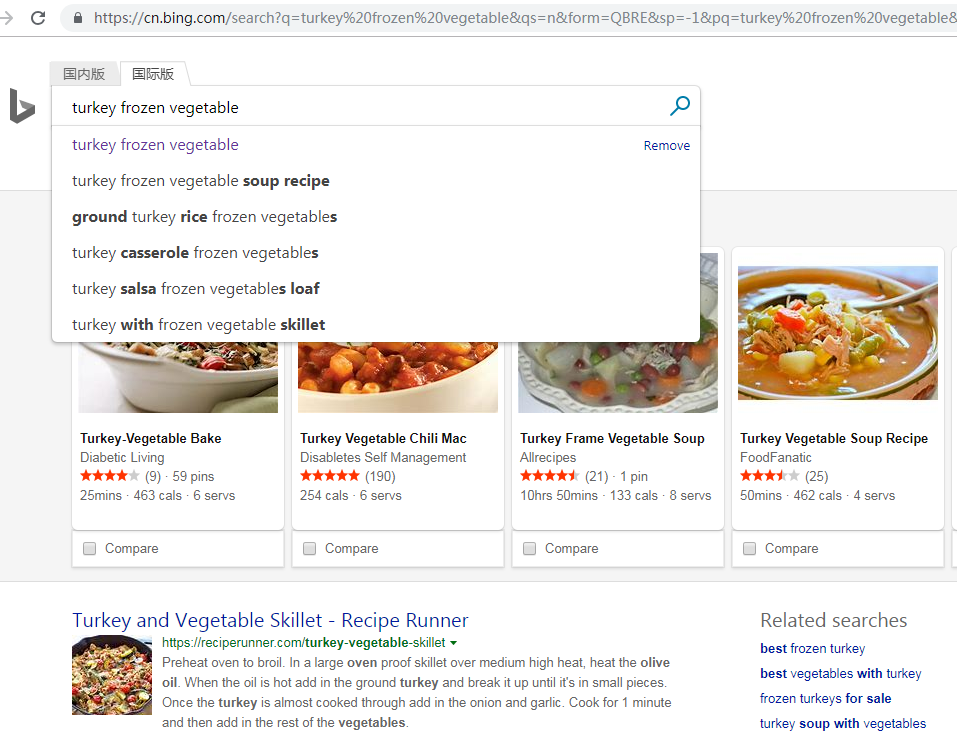 https://cn.bing.com/search?q=turkey%20frozen%20vegetable&qs=n&form=QBRE&sp=-1&pq=turkey%20frozen%20vegetable&
国内版 国际版
turkey frozen vegetable
turkey frozen vegetable Remove
turkey frozen vegetable soup recipe
ground turkey rice frozen vegetables
turkey casserole frozen vegetables
turkey salsa frozen vegetables loaf
turkey with frozen vegetable skillet
Turkey-Vegetable Bake
Diabetic Living
(9) · 59 pins
25mins · 463 cals · 6 servs
Compare
Turkey Vegetable Chili Mac
Disabletes Self Management
(190)
254 cals · 6 servs
Compare
Turkey Frame Vegetable Soup
Allrecipes
(21) · 1 pin
10hrs 50mins · 133 cals · 8 servs
Compare
Turkey Vegetable Soup Recipe
FoodFanatic
(25)
50mins · 462 cals · 4 servs
Compare
Turkey and Vegetable Skillet - Recipe Runner
https://reciperunner.com/turkey-vegetable-skillet
Preheat oven to broil. In a large oven proof skillet over medium high heat, heat the olive
oil. When the oil is hot add in the ground turkey and break it up until it's in small pieces.
Once the turkey is almost cooked through add in the onion and garlic. Cook for 1 minute
and then add in the rest of the vegetables.
Related searches
best frozen turkey
best vegetables with turkey
frozen turkeys for sale
turkey soup with vegetables